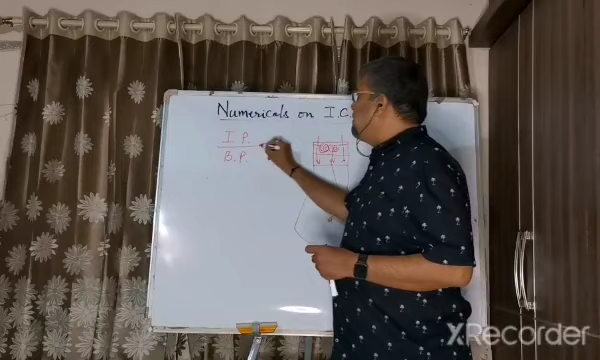 Numericals on I.C.
I. P.
B. P.
XRecorder